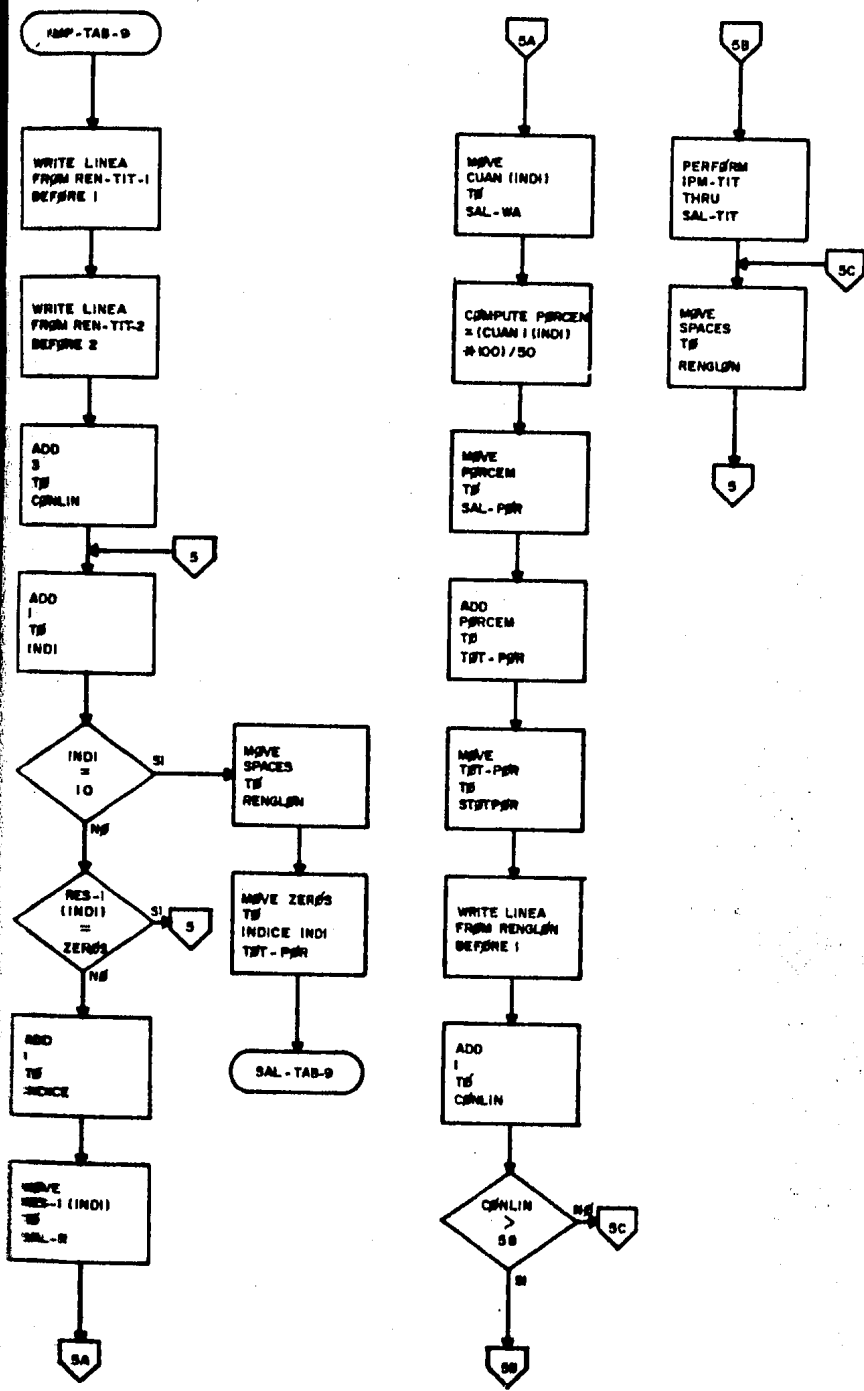 IMP-TAB-9
WRITE LINEA
FRØM REN-TIT-1
BEFØRE 1
WRITE LINEA
FRØM REN-TIT-2
BEFØRE 2
ADD
3
TØ
CØNLIN
5
ADD
1
TØ
INDI
INDI
=
10
SI
NØ
MØVE
SPACES
TØ
RENGLØN
RES-1
(INDI)
=
ZERØS
SI
5
NØ
MØVE ZERØS
TØ
INDICE INDI
TØT-PØR
SAL-TAB-9
ADD
1
TØ
INDICE
MØVE
RES-1 (INDI)
TØ
SAL-R
5A
5A
MØVE
CUAN (INDI)
TØ
SAL-WA
CØMPUTE PØRCEM
= (CUAN 1 (INDI)
*100) / 50
MØVE
PØRCEM
TØ
SAL-PØR
ADD
PØRCEM
TØ
TØT-PØR
MØVE
TØT-PØR
TØ
STØTPØR
WRITE LINEA
FRØM RENGLØN
BEFØRE 1
ADD
1
TØ
CØNLIN
CØNLIN
>
58
NØ
5C
SI
5B
5B
PERFØRM
IPM-TIT
THRU
SAL-TIT
5C
MØVE
SPACES
TØ
RENGLØN
5